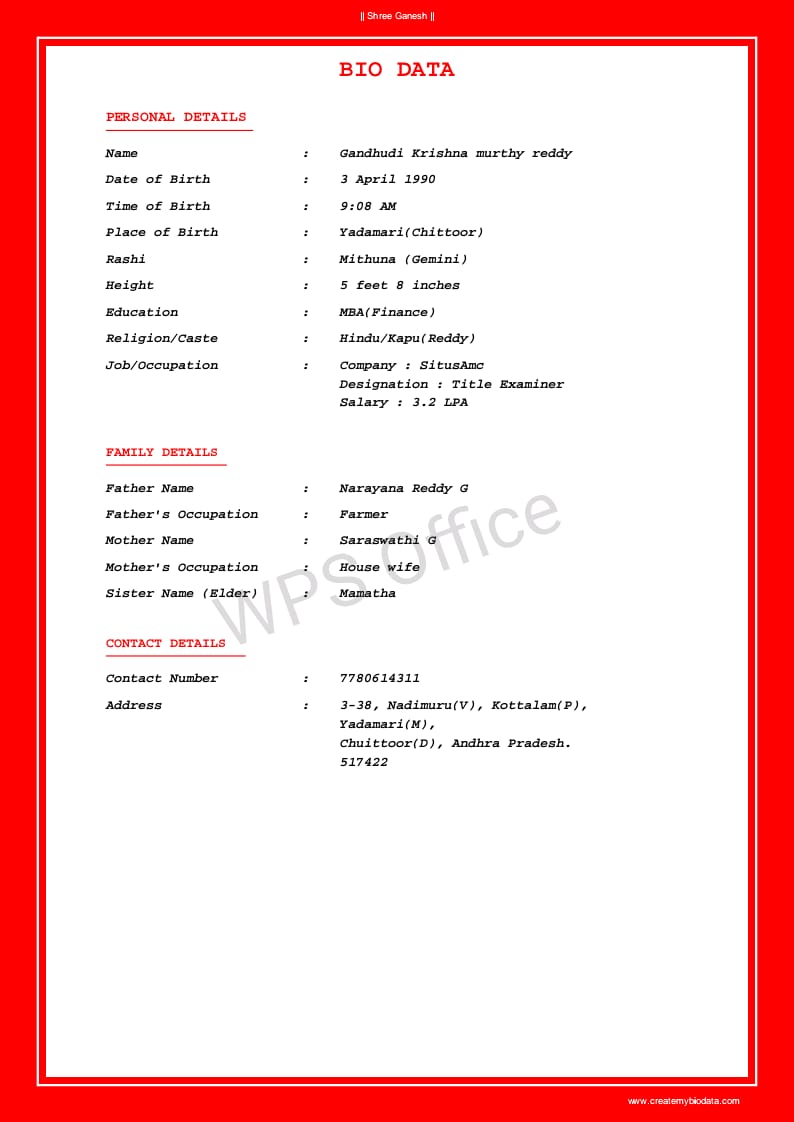 || Shree Ganesh ||
BIO DATA
PERSONAL DETAILS
Name : Gandhudi Krishna murthy reddy
Date of Birth : 3 April 1990
Time of Birth : 9:08 AM
Place of Birth : Yadamari(Chittoor)
Rashi : Mithuna (Gemini)
Height : 5 feet 8 inches
Education : MBA(Finance)
Religion/Caste : Hindu/Kapu(Reddy)
Job/Occupation : Company : SitusAmc
Designation : Title Examiner
Salary : 3.2 LPA
FAMILY DETAILS
Father Name : Narayana Reddy G
Father's Occupation : Farmer
Mother Name : Saraswathi G
Mother's Occupation : House wife
Sister Name (Elder) : Mamatha
WPS Office
CONTACT DETAILS
Contact Number : 7780614311
Address : 3-38, Nadimuru(V), Kottalam(P),
Yadamari(M),
Chuittoor(D), Andhra Pradesh.
517422
www.createmybiodata.com